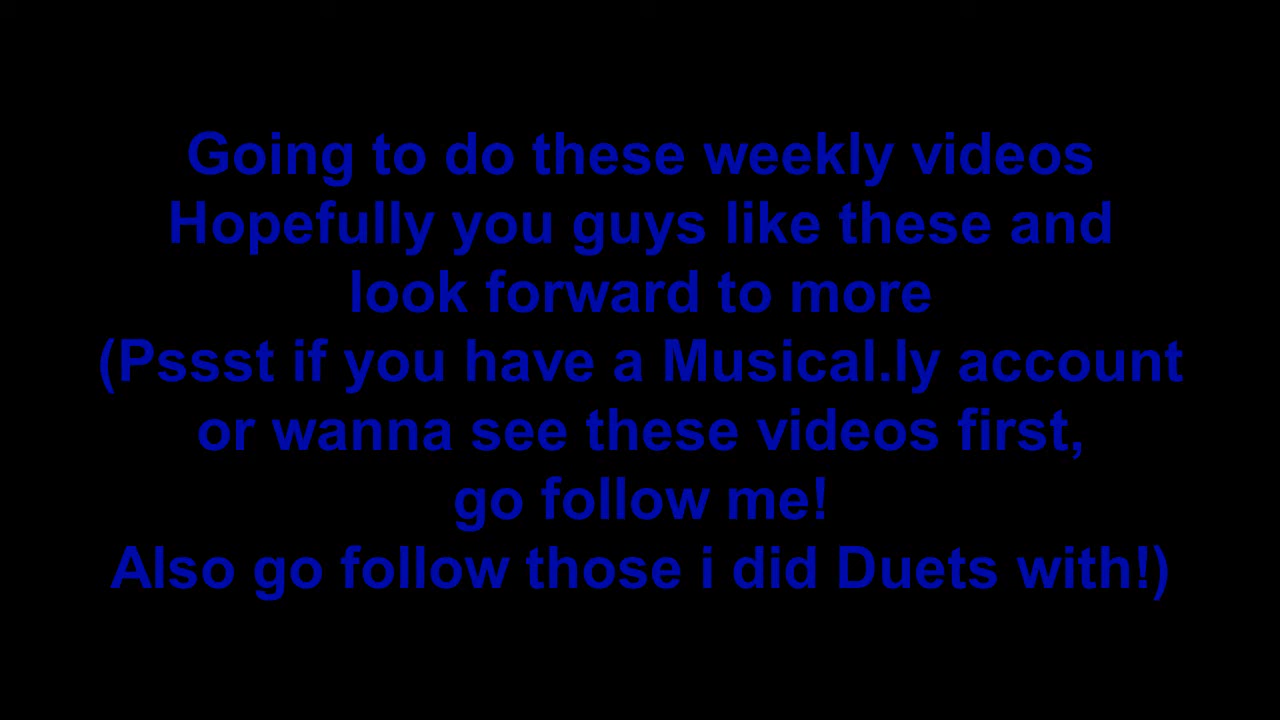 Going to do these weekly videos
Hopefully you guys like these and
look forward to more
(Pssst if you have a Musical.ly account
or wanna see these videos first,
go follow me!
Also go follow those i did Duets with!)